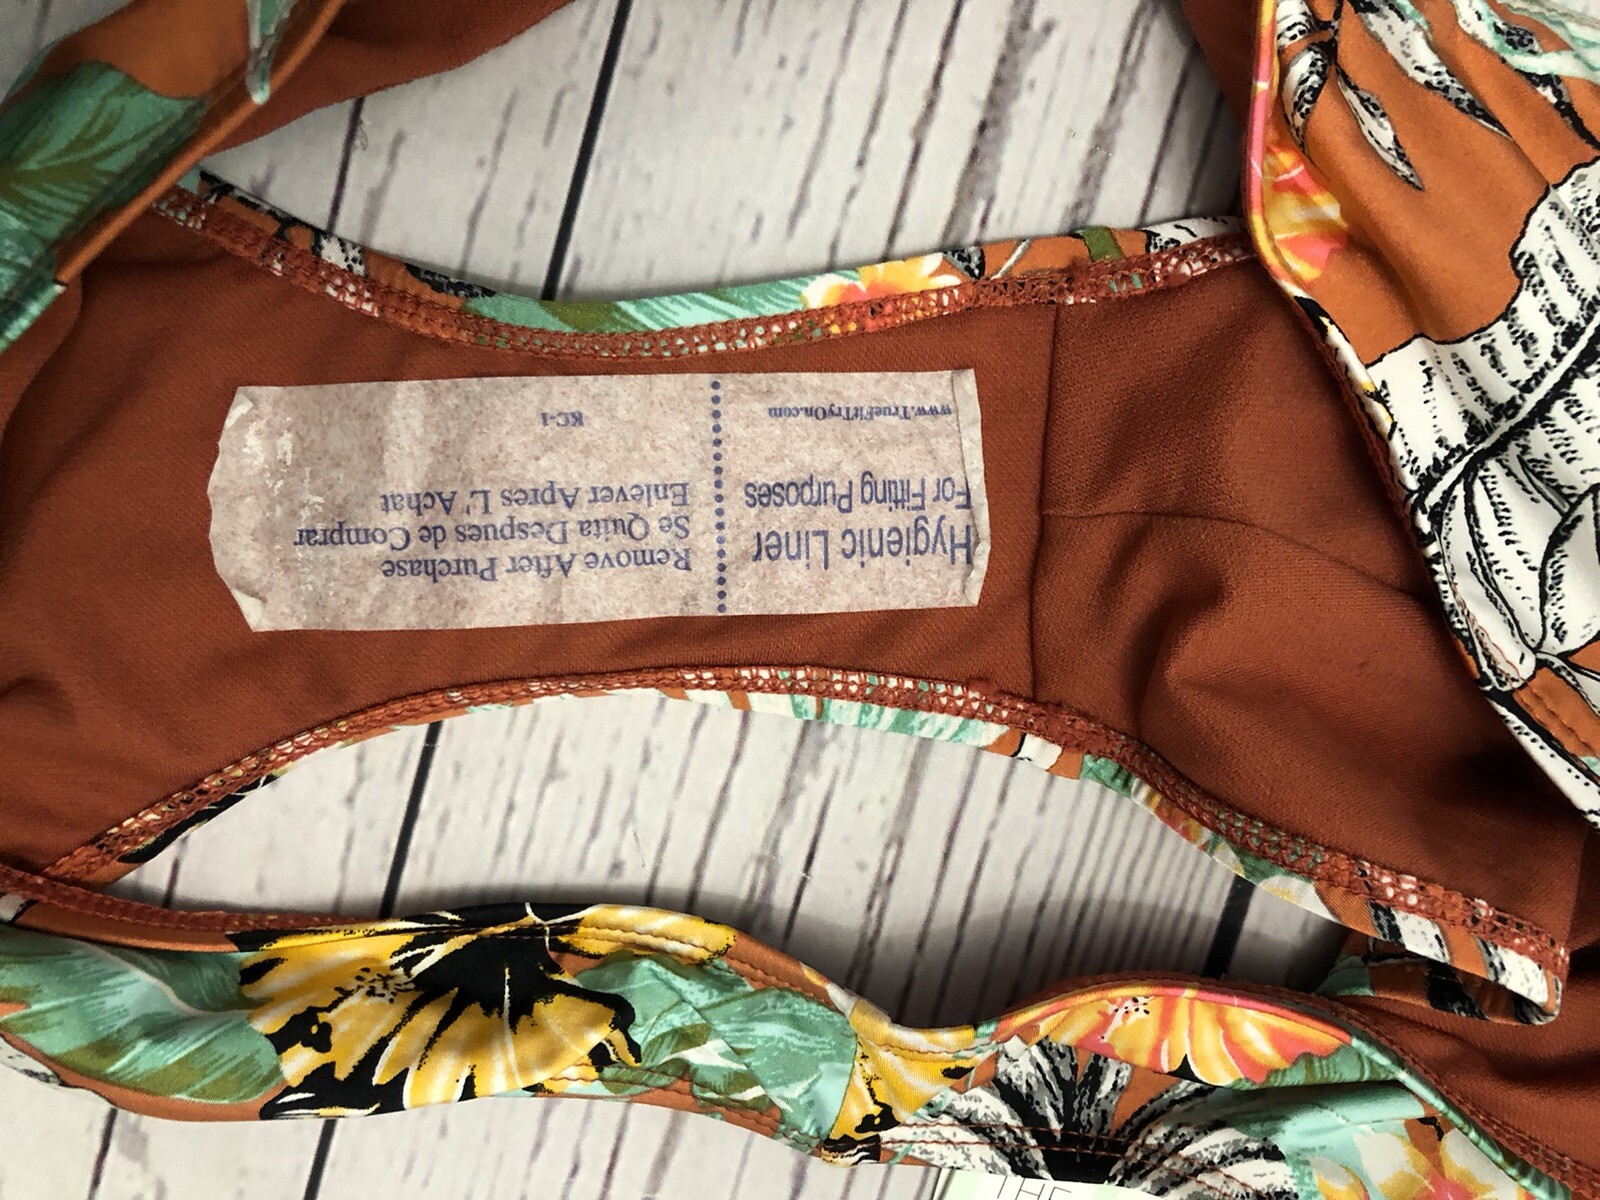 Hygienic Liner
For Fitting Purposes
www.TrueFitTryOn.com
Remove After Purchase
Se Quita Despues de Comprar
Enlever Apres L' Achat
KC-1
THE